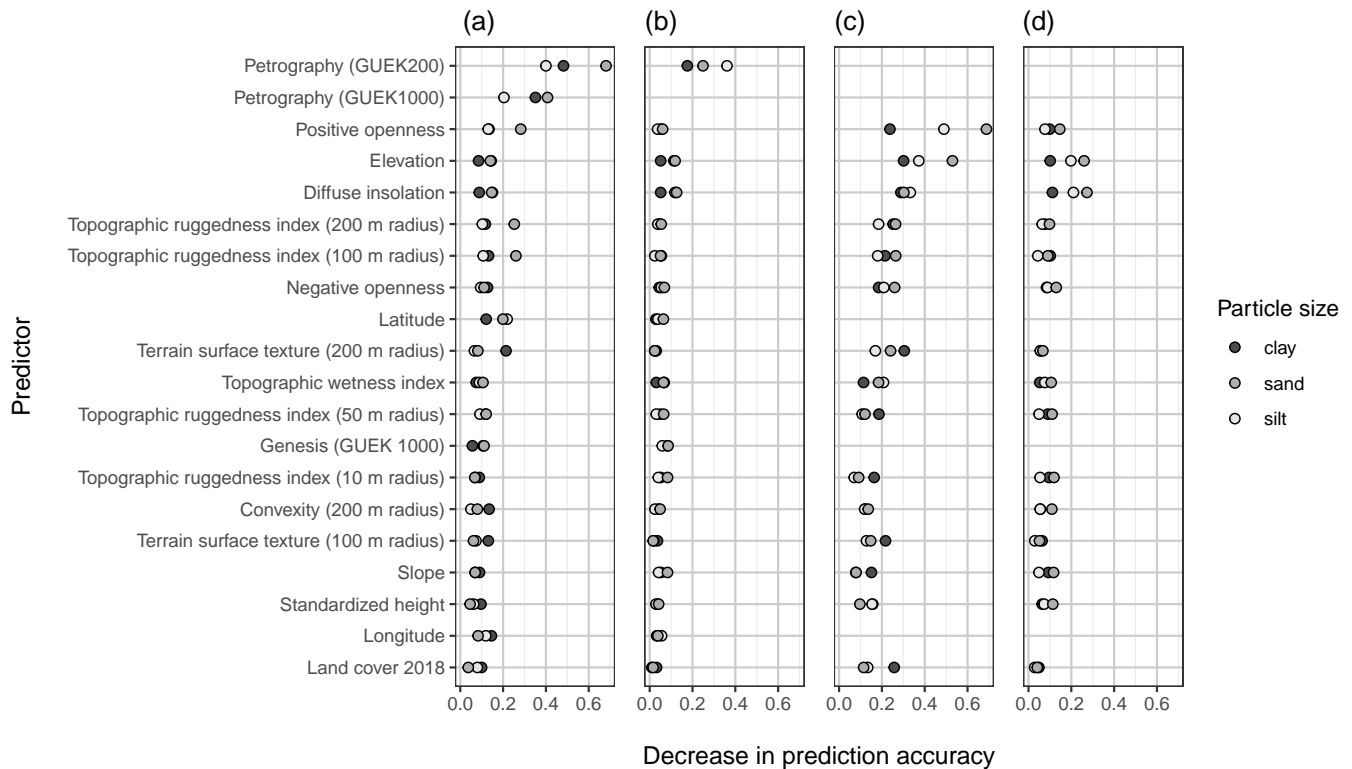 (a) (b) (c) (d)
Petrography (GUEK200)
Petrography (GUEK1000)
Positive openness
Elevation
Diffuse insolation
Topographic ruggedness index (200 m radius)
Topographic ruggedness index (100 m radius)
Negative openness
Latitude
Terrain surface texture (200 m radius)
Topographic wetness index
Topographic ruggedness index (50 m radius)
Genesis (GUEK 1000)
Topographic ruggedness index (10 m radius)
Convexity (200 m radius)
Terrain surface texture (100 m radius)
Slope
Standardized height
Longitude
Land cover 2018
Predictor
0.0 0.2 0.4 0.6 0.0 0.2 0.4 0.6 0.0 0.2 0.4 0.6 0.0 0.2 0.4 0.6
Decrease in prediction accuracy
Particle size
clay
sand
silt